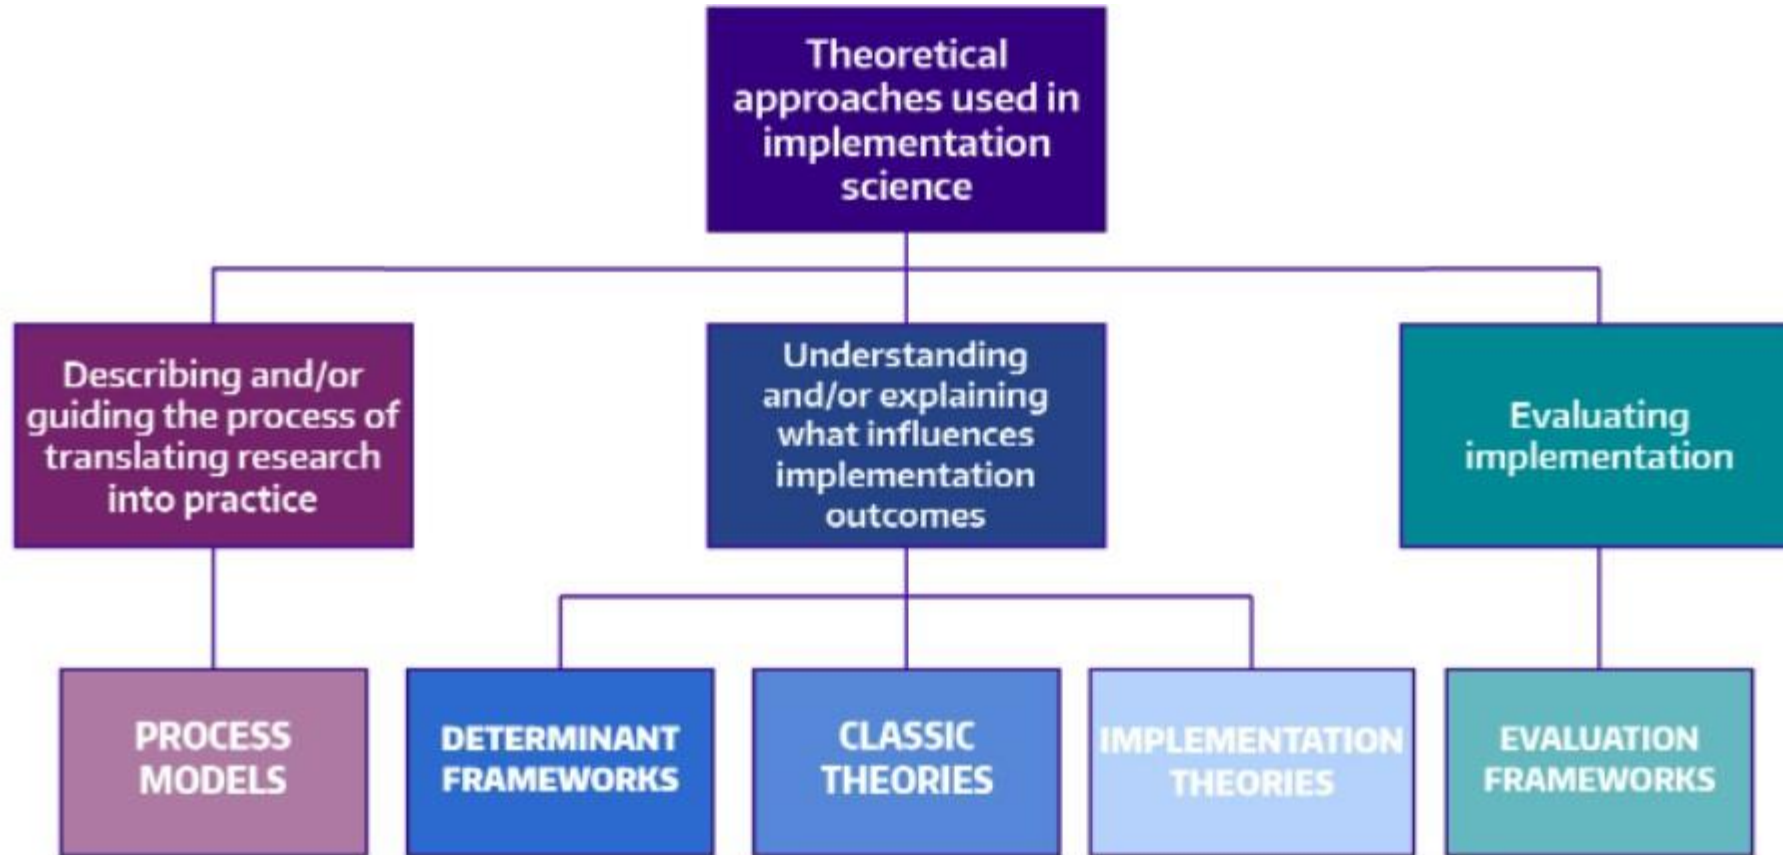 Theoretical
approaches used in
implementation
science
Describing and/or
guiding the process of
translating research
into practice
Understanding
and/or explaining
what influences
implementation
outcomes
Evaluating
implementation
PROCESS
MODELS
DETERMINANT
FRAMEWORKS
CLASSIC
THEORIES
IMPLEMENTATION
THEORIES
EVALUATION
FRAMEWORKS